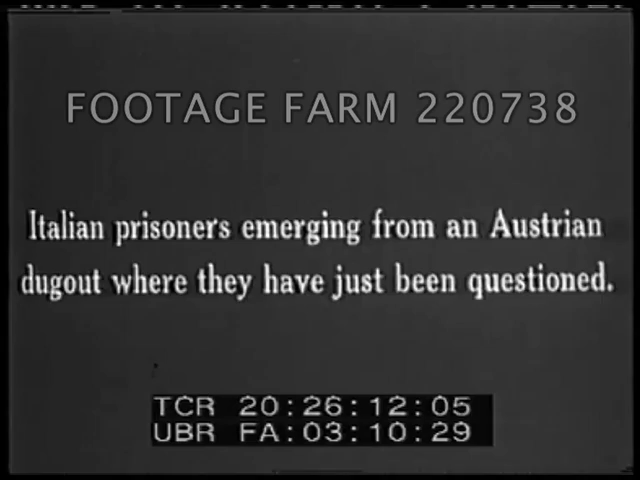 FOOTAGE FARM 220738
Italian prisoners emerging from an Austrian
dugout where they have just been questioned.
TCR 20:26:12:05
UBR FA:03:10:29